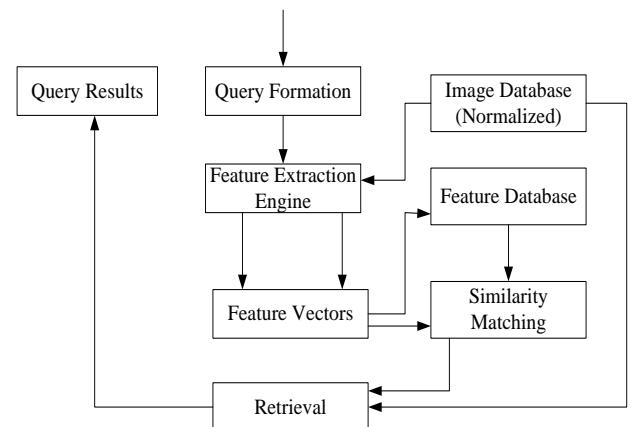 Query Results
Query Formation
Image Database
(Normalized)
Feature Extraction
Engine
Feature Database
Feature Vectors
Similarity
Matching
Retrieval